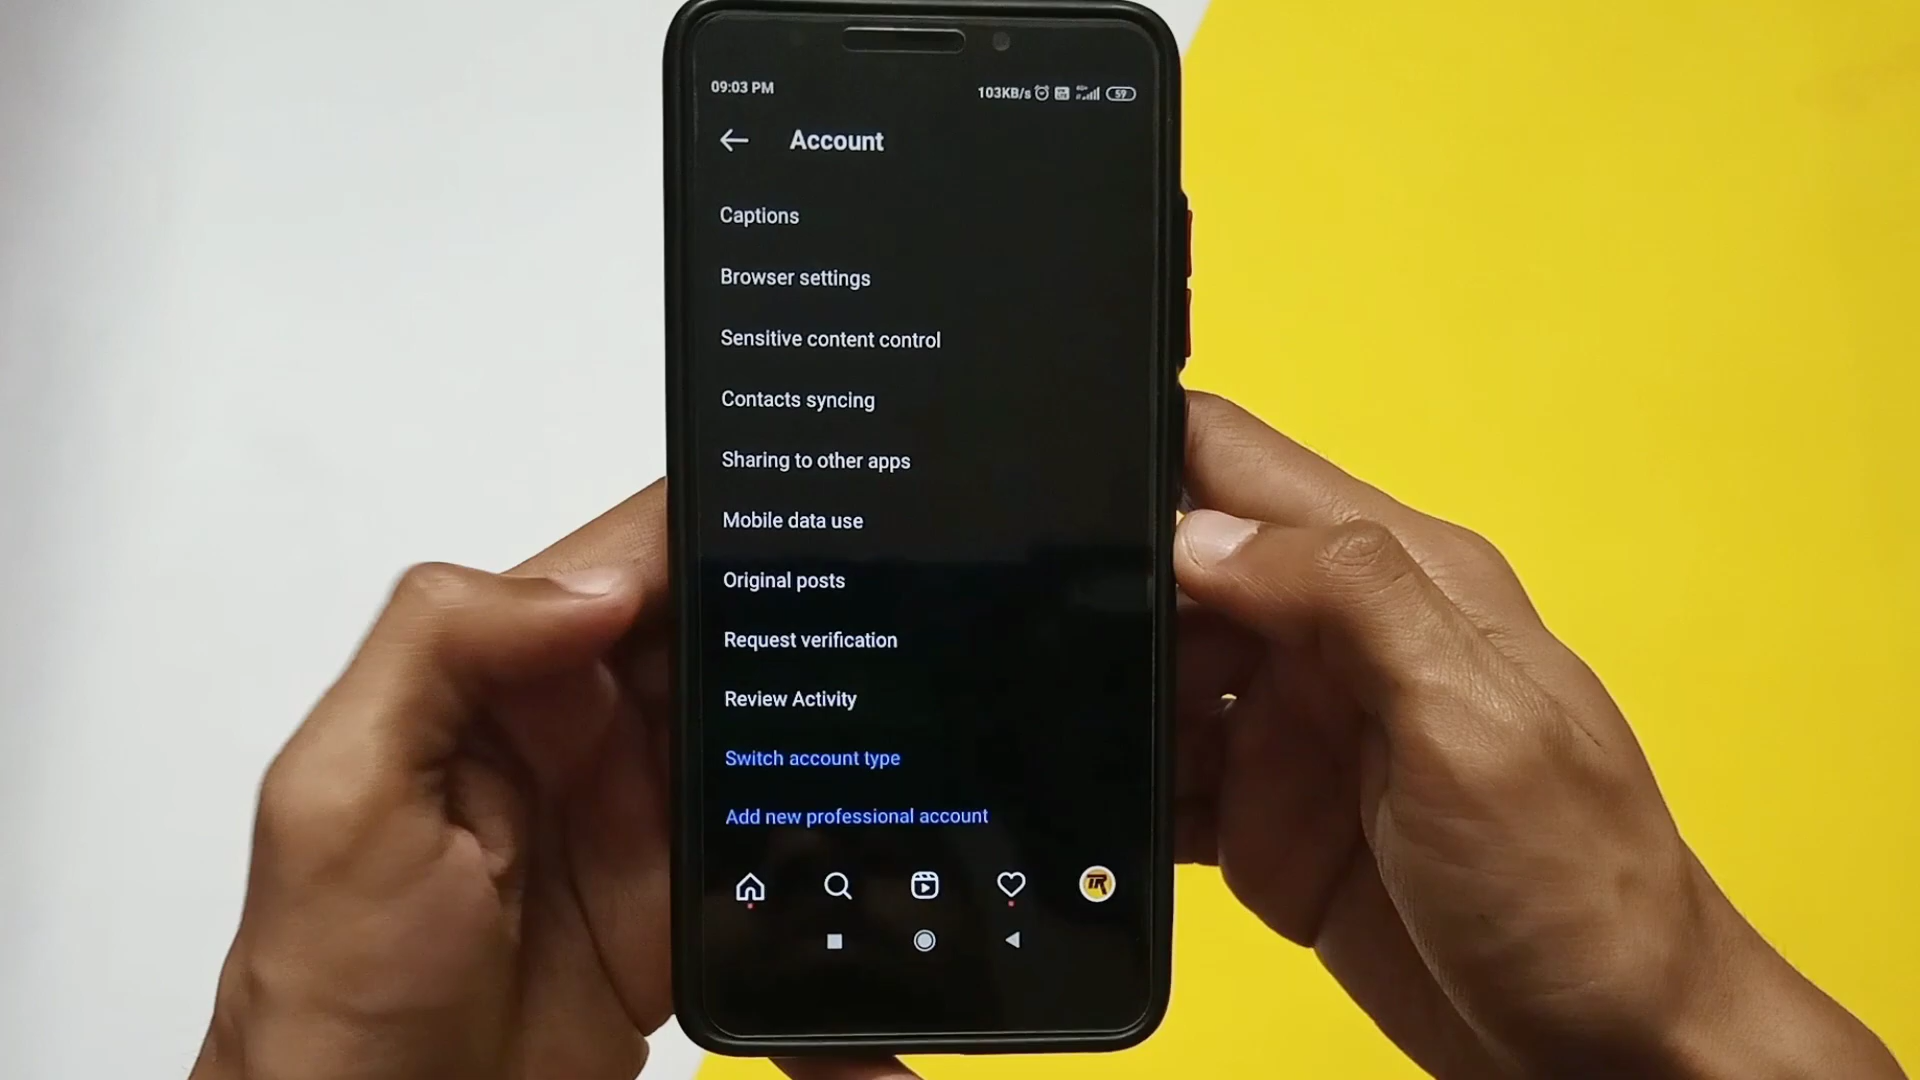 09:03 PM
103KB/s 59
Account
Captions
Browser settings
Sensitive content control
Contacts syncing
Sharing to other apps
Mobile data use
Original posts
Request verification
Review Activity
Switch account type
Add new professional account
TR